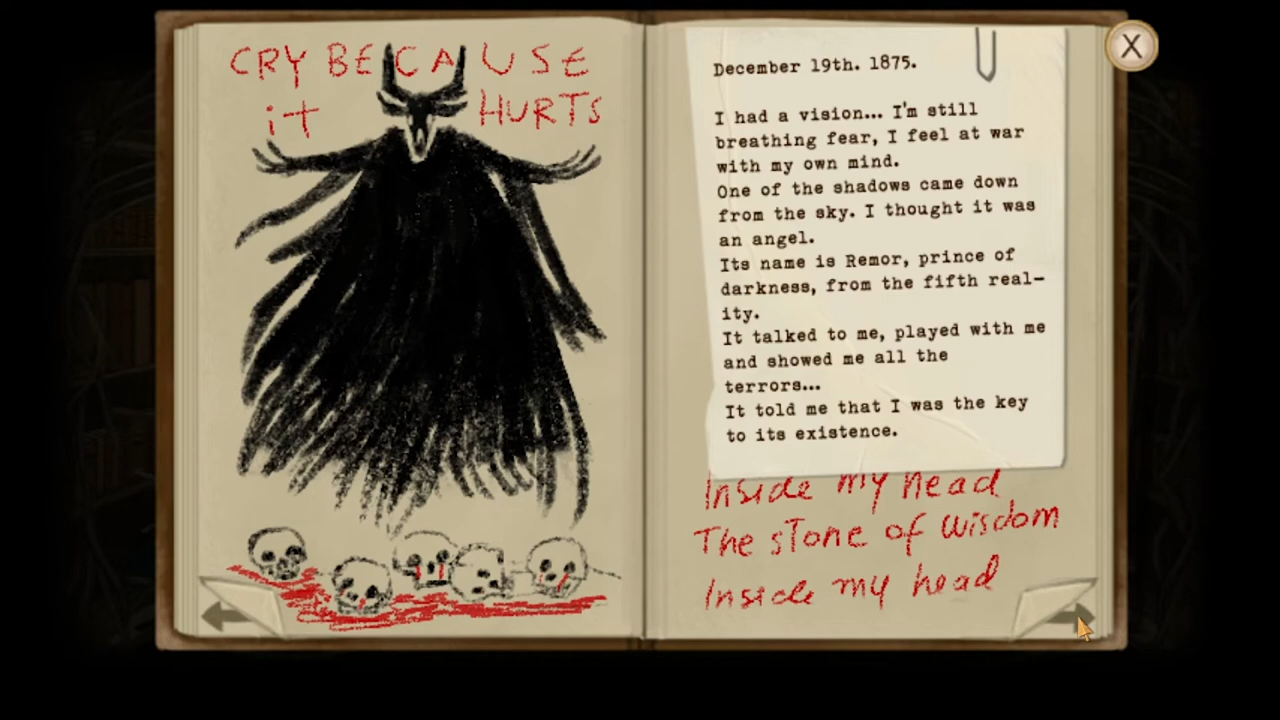 CRY BECAUSE
it HURTS
December 19th. 1875.
I had a vision... I'm still
breathing fear, I feel at war
with my own mind.
One of the shadows came down
from the sky. I thought it was
an angel.
Its name is Remor, prince of
darkness, from the fifth real-
ity.
It talked to me, played with me
and showed me all the
terrors...
It told me that I was the key
to its existence.
Inside my head
The stone of wisdom
Inside my head
X